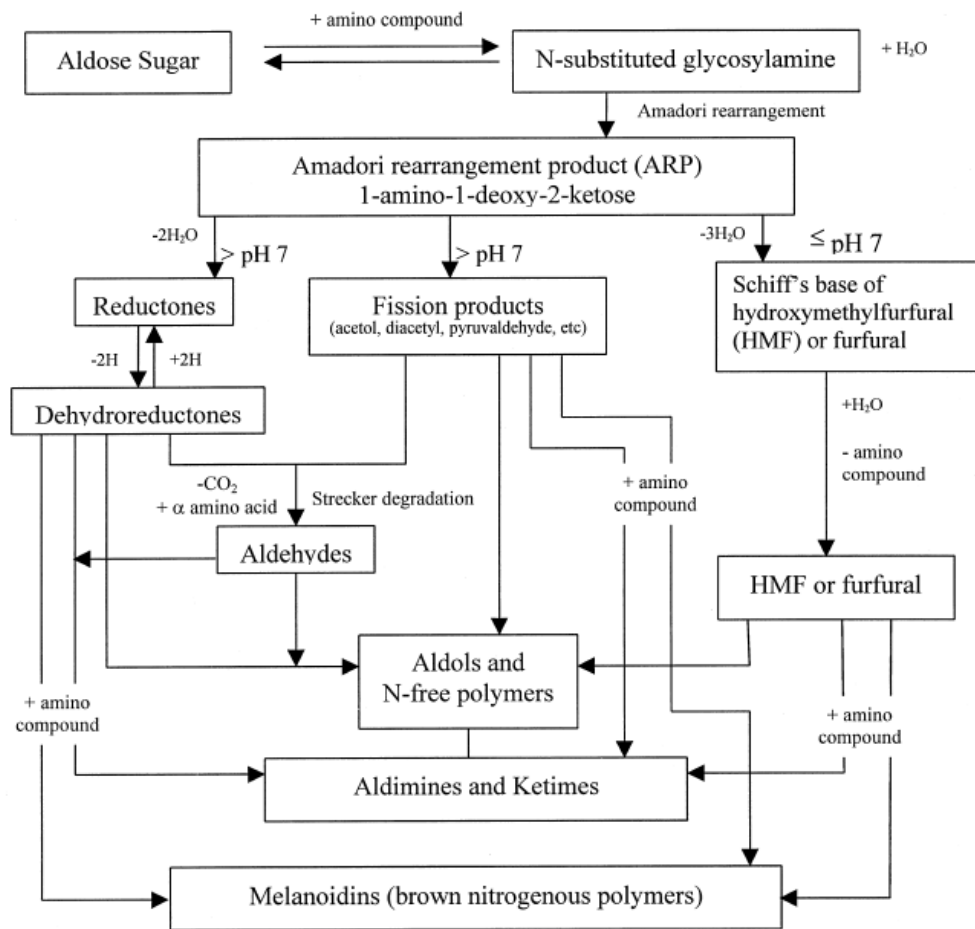 + amino compound
Aldose Sugar
N-substituted glycosylamine
+ H₂O
Amadori rearrangement
Amadori rearrangement product (ARP)
1-amino-1-deoxy-2-ketose
-2H₂O
> pH 7
> pH 7
-3H₂O
≤ pH 7
Reductones
Fission products
(acetol, diacetyl, pyruvaldehyde, etc)
Schiff's base of
hydroxymethylfurfural
(HMF) or furfural
-2H
+2H
Dehydroreductones
+H₂O
- amino
compound
-CO₂
+ α amino acid
Strecker degradation
+ amino
compound
Aldehydes
HMF or furfural
Aldols and
N-free polymers
+ amino
compound
+ amino
compound
Aldimines and Ketimes
Melanoidins (brown nitrogenous polymers)